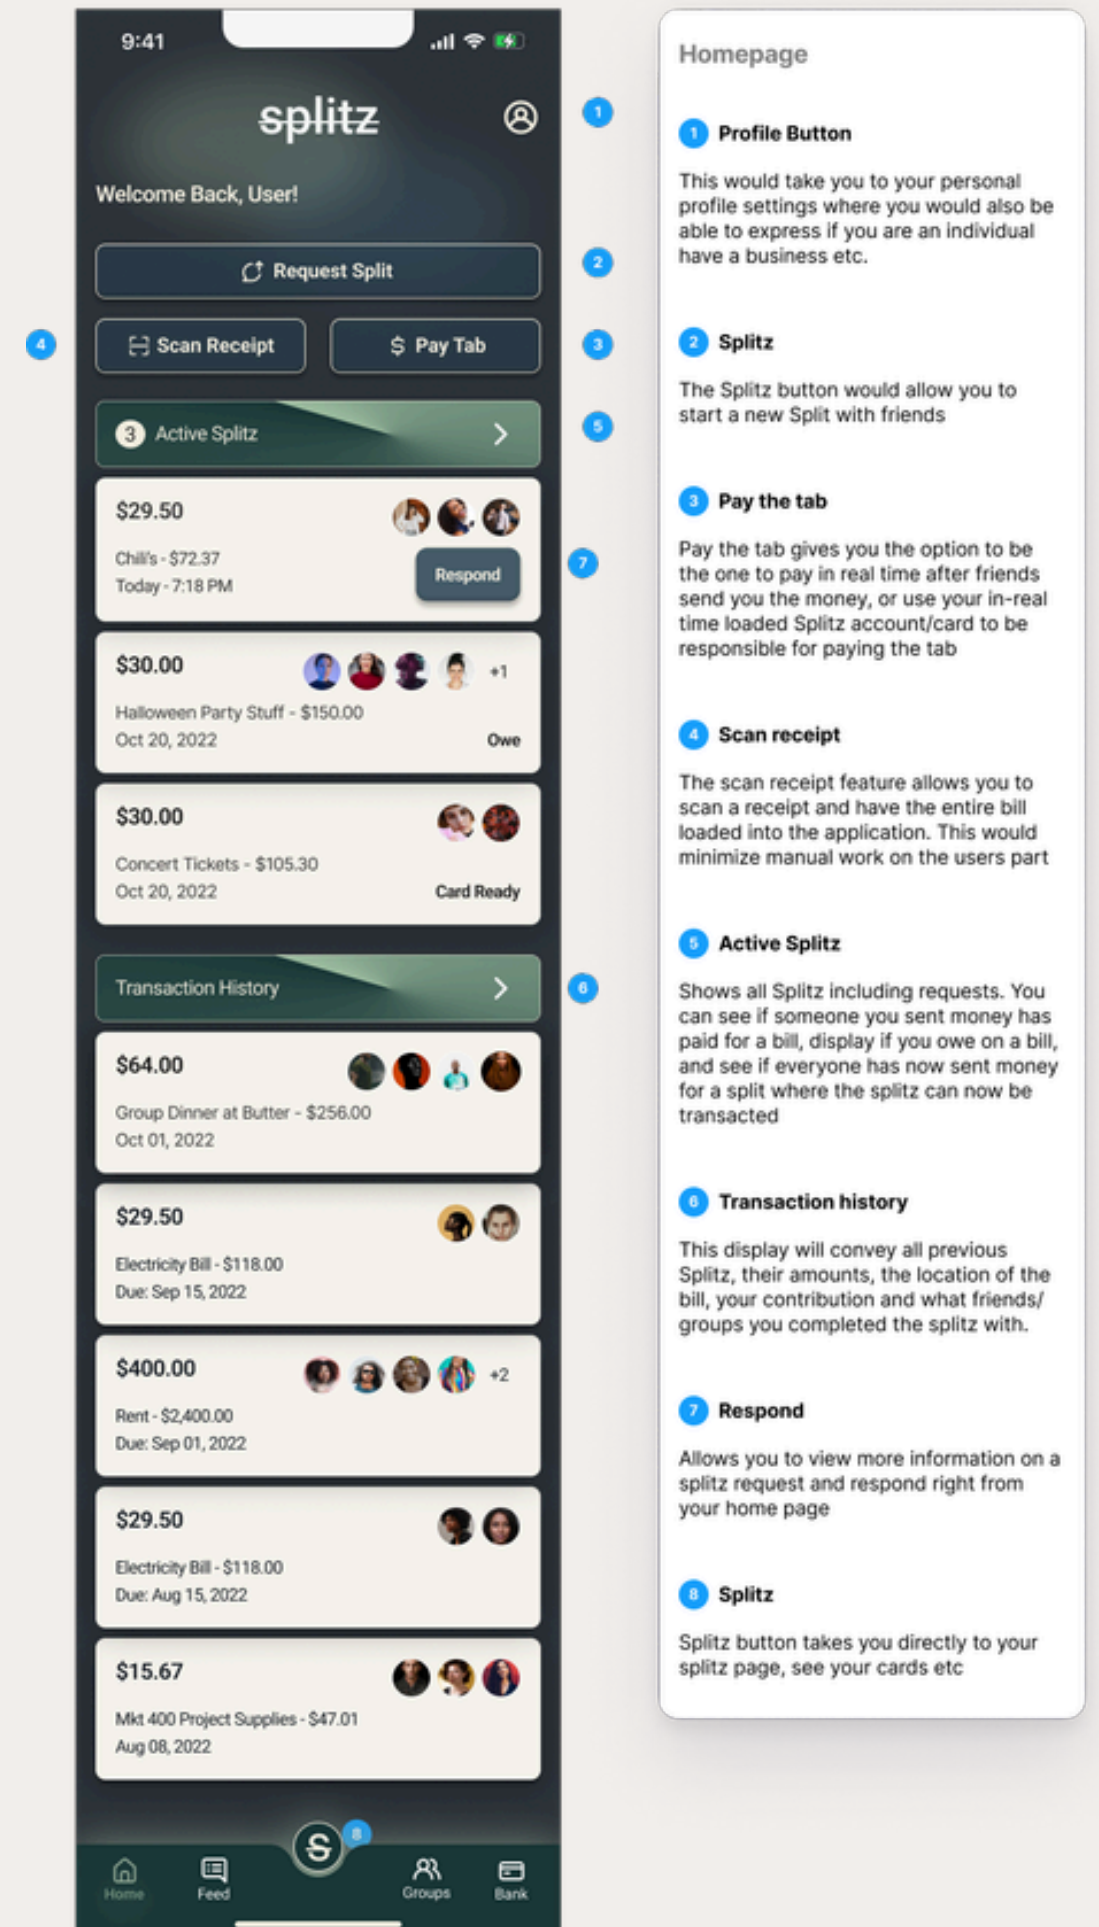 9:41
splitz
1
Welcome Back, User!
Request Split
2
4
Scan Receipt
$ Pay Tab
3
3 Active Splitz
5
$29.50
Chili's - $72.37
Today - 7:18 PM
Respond
7
$30.00
+1
Halloween Party Stuff - $150.00
Oct 20, 2022
Owe
$30.00
Concert Tickets - $105.30
Oct 20, 2022
Card Ready
Transaction History
6
$64.00
Group Dinner at Butter - $256.00
Oct 01, 2022
$29.50
Electricity Bill - $118.00
Due: Sep 15, 2022
$400.00
+2
Rent - $2,400.00
Due: Sep 01, 2022
$29.50
Electricity Bill - $118.00
Due: Aug 15, 2022
$15.67
Mkt 400 Project Supplies - $47.01
Aug 08, 2022
S
8
Home
Feed
Groups
Bank
Homepage
1 Profile Button
This would take you to your personal
profile settings where you would also be
able to express if you are an individual
have a business etc.
2 Splitz
The Splitz button would allow you to
start a new Split with friends
3 Pay the tab
Pay the tab gives you the option to be
the one to pay in real time after friends
send you the money, or use your in-real
time loaded Splitz account/card to be
responsible for paying the tab
4 Scan receipt
The scan receipt feature allows you to
scan a receipt and have the entire bill
loaded into the application. This would
minimize manual work on the users part
5 Active Splitz
Shows all Splitz including requests. You
can see if someone you sent money has
paid for a bill, display if you owe on a bill,
and see if everyone has now sent money
for a split where the splitz can now be
transacted
6 Transaction history
This display will convey all previous
Splitz, their amounts, the location of the
bill, your contribution and what friends/
groups you completed the splitz with.
7 Respond
Allows you to view more information on a
splitz request and respond right from
your home page
8 Splitz
Splitz button takes you directly to your
splitz page, see your cards etc